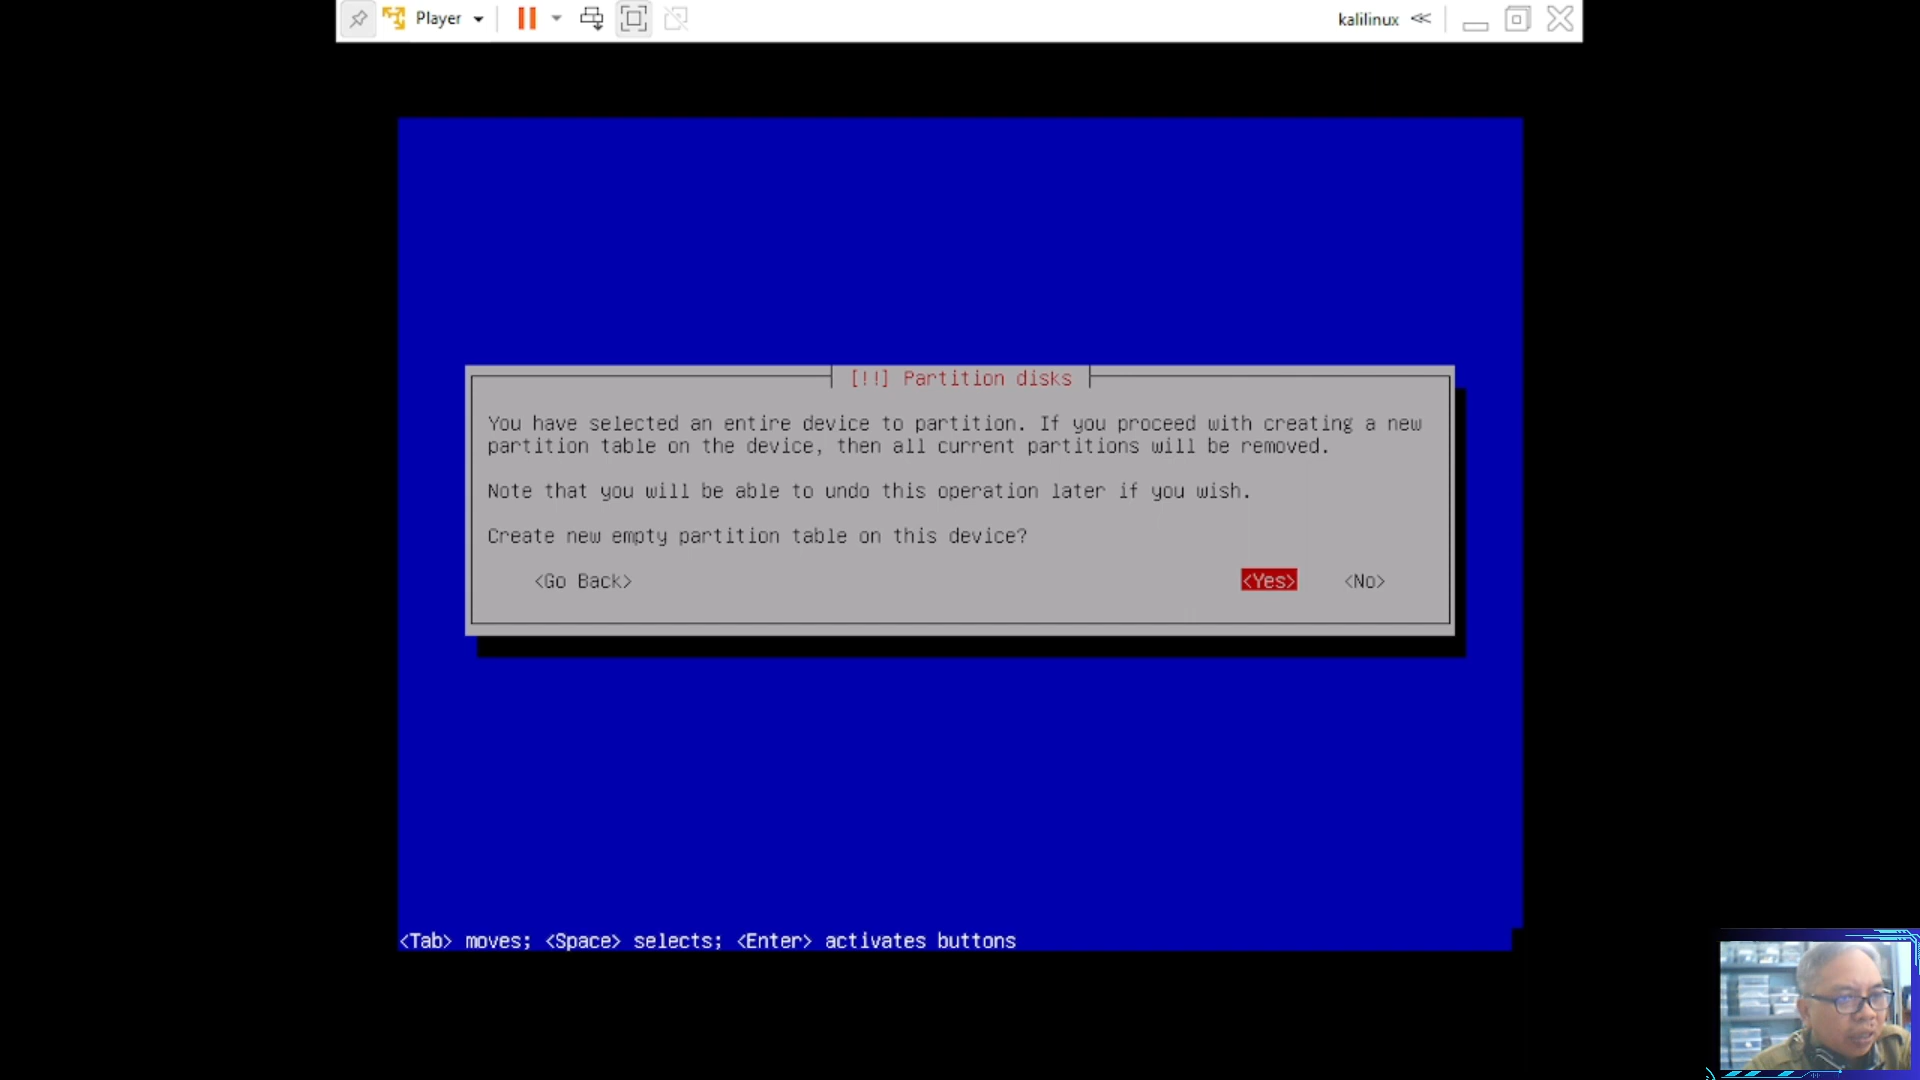 Player
kalilinux
[!!] Partition disks
You have selected an entire device to partition. If you proceed with creating a new
partition table on the device, then all current partitions will be removed.
Note that you will be able to undo this operation later if you wish.
Create new empty partition table on this device?
<Go Back> <Yes> <No>
<Tab> moves; <Space> selects; <Enter> activates buttons